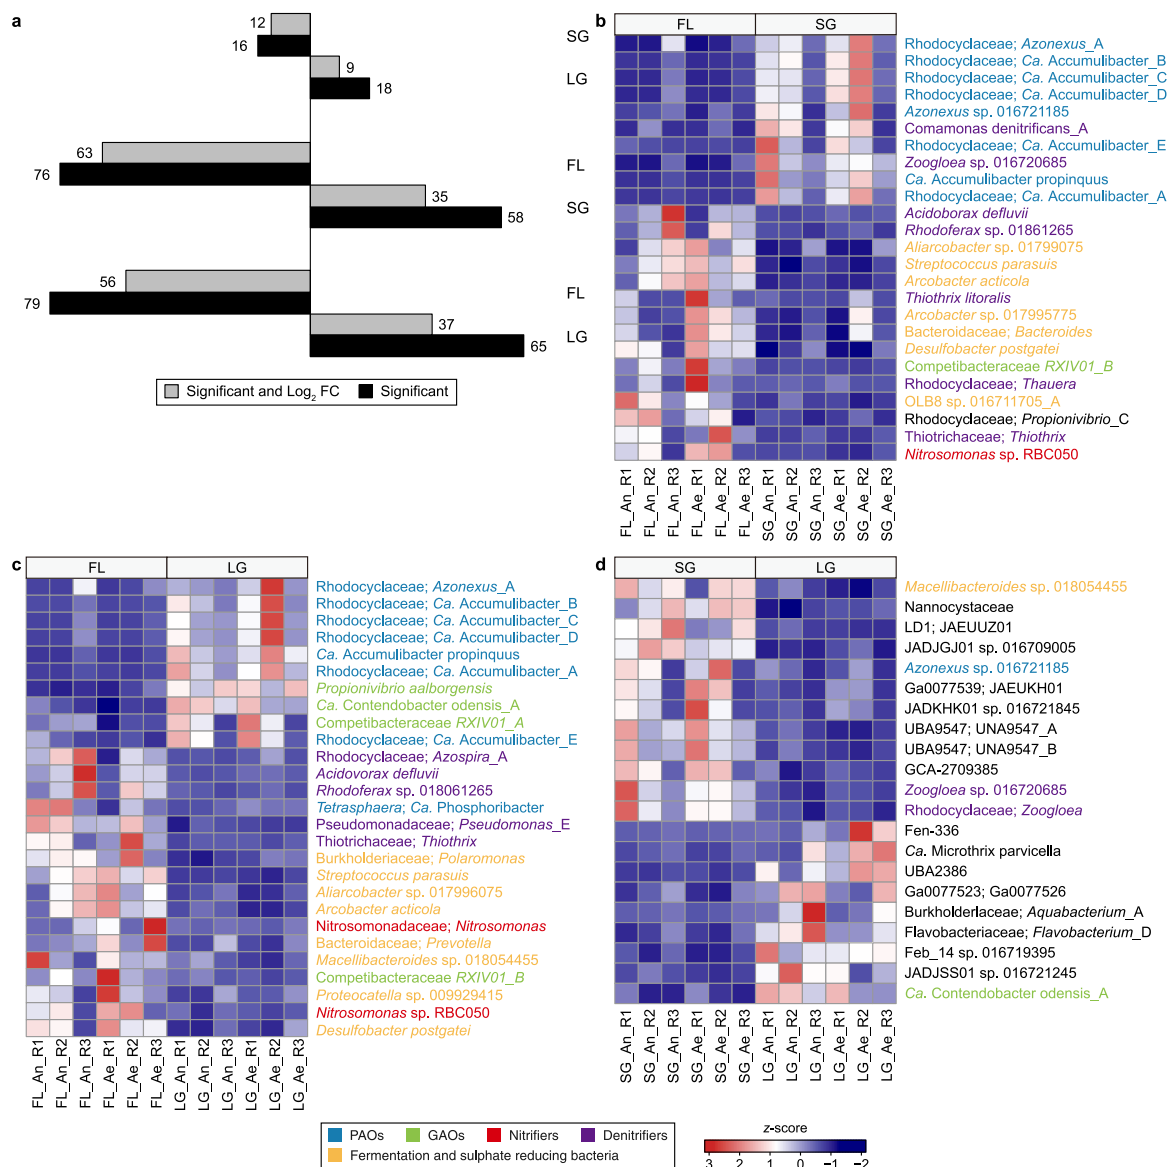 a
12
16
9
18
SG
LG
63
76
35
58
FL
SG
56
79
37
65
FL
LG
Significant and Log₂ FC
Significant
b
FL
SG
Rhodocyclaceae; Azonexus_A
Rhodocyclaceae; Ca. Accumulibacter_B
Rhodocyclaceae; Ca. Accumulibacter_C
Rhodocyclaceae; Ca. Accumulibacter_D
Azonexus sp. 016721185
Comamonas denitrificans_A
Rhodocyclaceae; Ca. Accumulibacter_E
Zoogloea sp. 016720685
Ca. Accumulibacter propinquus
Rhodocyclaceae; Ca. Accumulibacter_A
Acidoborax defluvii
Rhodoferax sp. 01861265
Aliarcobacter sp. 01799075
Streptococcus parasuis
Arcobacter acticola
Thiothrix litoralis
Arcobacter sp. 017995775
Bacteroidaceae; Bacteroides
Desulfobacter postgatei
Competibacteraceae RXIV01_B
Rhodocyclaceae; Thauera
OLB8 sp. 016711705_A
Rhodocyclaceae; Propionivibrio_C
Thiotrichaceae; Thiothrix
Nitrosomonas sp. RBC050
FL_An_R1
FL_An_R2
FL_An_R3
FL_Ae_R1
FL_Ae_R2
FL_Ae_R3
SG_An_R1
SG_An_R2
SG_An_R3
SG_Ae_R1
SG_Ae_R2
SG_Ae_R3
c
FL
LG
Rhodocyclaceae; Azonexus_A
Rhodocyclaceae; Ca. Accumulibacter_B
Rhodocyclaceae; Ca. Accumulibacter_C
Rhodocyclaceae; Ca. Accumulibacter_D
Ca. Accumulibacter propinquus
Rhodocyclaceae; Ca. Accumulibacter_A
Propionivibrio aalborgensis
Ca. Contendobacter odensis_A
Competibacteraceae RXIV01_A
Rhodocyclaceae; Ca. Accumulibacter_E
Rhodocyclaceae; Azospira_A
Acidovorax defluvii
Rhodoferax sp. 018061265
Tetrasphaera; Ca. Phosphoribacter
Pseudomonadaceae; Pseudomonas_E
Thiotrichaceae; Thiothrix
Burkholderiaceae; Polaromonas
Streptococcus parasuis
Aliarcobacter sp. 017996075
Arcobacter acticola
Nitrosomonadaceae; Nitrosomonas
Bacteroidaceae; Prevotella
Macellibacteroides sp. 018054455
Competibacteraceae RXIV01_B
Proteocatella sp. 009929415
Nitrosomonas sp. RBC050
Desulfobacter postgatei
FL_An_R1
FL_An_R2
FL_An_R3
FL_Ae_R1
FL_Ae_R2
FL_Ae_R3
LG_An_R1
LG_An_R2
LG_An_R3
LG_Ae_R1
LG_Ae_R2
LG_Ae_R3
d
SG
LG
Macellibacteroides sp. 018054455
Nannocystaceae
LD1; JAEUUZ01
JADJGJ01 sp. 016709005
Azonexus sp. 016721185
Ga0077539; JAEUKH01
JADKHK01 sp. 016721845
UBA9547; UNA9547_A
UBA9547; UNA9547_B
GCA-2709385
Zoogloea sp. 016720685
Rhodocyclaceae; Zoogloea
Fen-336
Ca. Microthrix parvicella
UBA2386
Ga0077523; Ga0077526
Burkholderlaceae; Aquabacterium_A
Flavobacteriaceae; Flavobacterium_D
Feb_14 sp. 016719395
JADJSS01 sp. 016721245
Ca. Contendobacter odensis_A
SG_An_R1
SG_An_R2
SG_An_R3
SG_Ae_R1
SG_Ae_R2
SG_Ae_R3
LG_An_R1
LG_An_R2
LG_An_R3
LG_Ae_R1
LG_Ae_R2
LG_Ae_R3
PAOs
GAOs
Nitrifiers
Denitrifiers
Fermentation and sulphate reducing bacteria
z-score
3 2 1 0 −1 −2